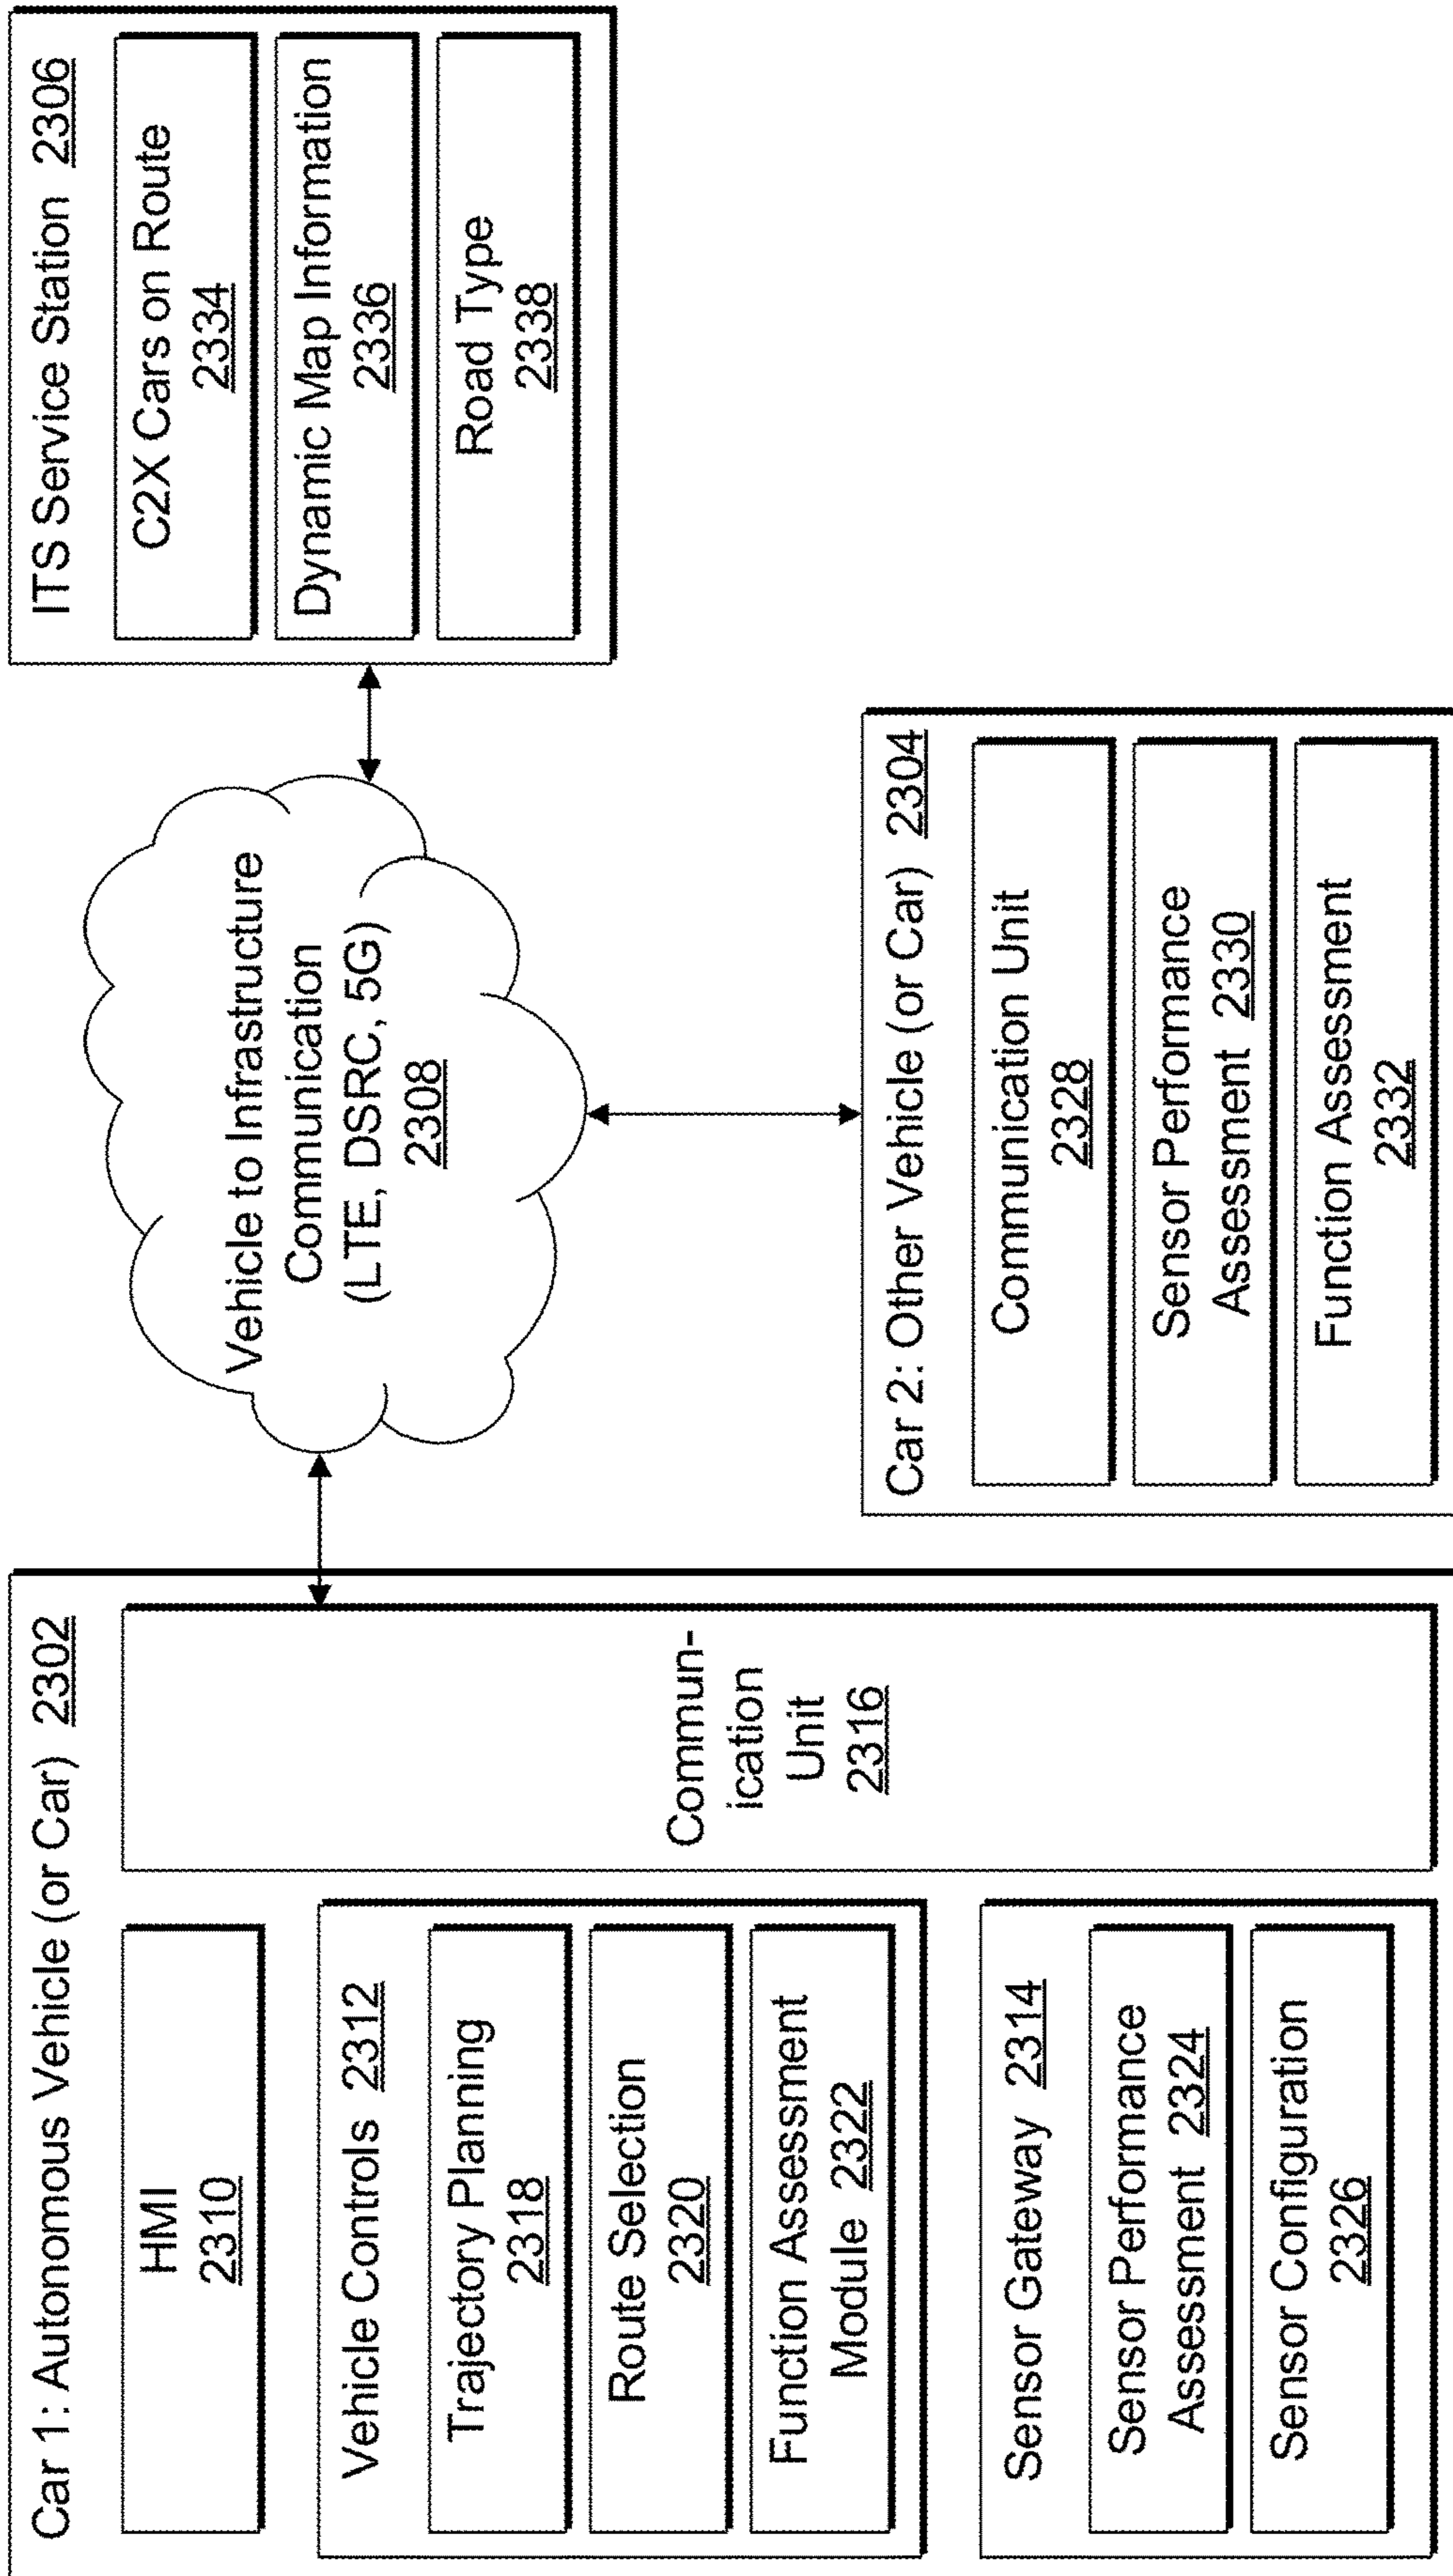 Car 1: Autonomous Vehicle (or Car) 2302
HMI
2310
Vehicle Controls 2312
Trajectory Planning
2318
Route Selection
2320
Function Assessment
Module 2322
Sensor Gateway 2314
Sensor Performance
Assessment 2324
Sensor Configuration
2326
Commun-
ication
Unit
2316
Vehicle to Infrastructure
Communication
(LTE, DSRC, 5G)
2308
Car 2: Other Vehicle (or Car) 2304
Communication Unit
2328
Sensor Performance
Assessment 2330
Function Assessment
2332
ITS Service Station 2306
C2X Cars on Route
2334
Dynamic Map Information
2336
Road Type
2338